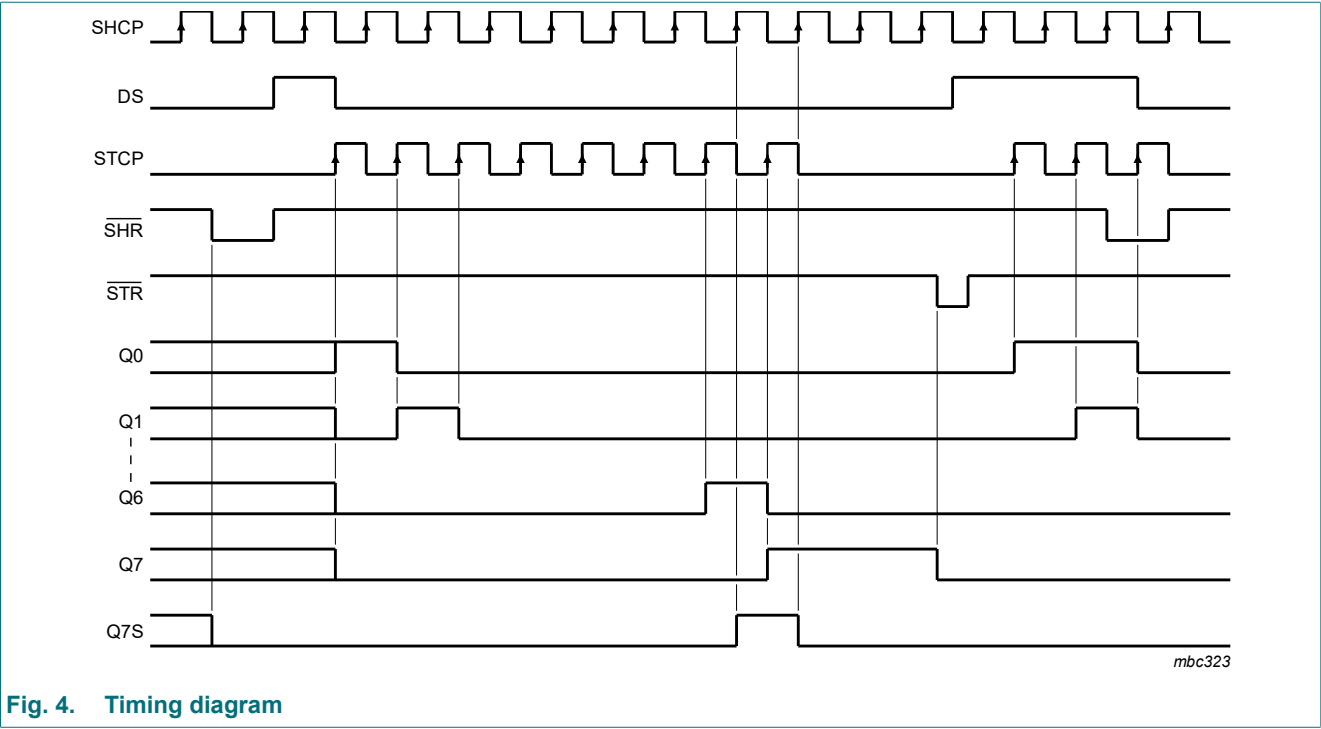 SHCP
DS
STCP
SHR
STR
Q0
Q1
Q6
Q7
Q7S
mbc323
Fig. 4. Timing diagram